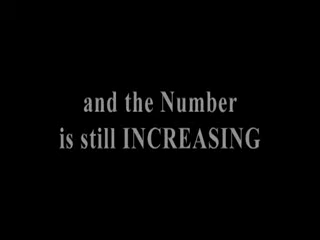 and the Number
is still INCREASING